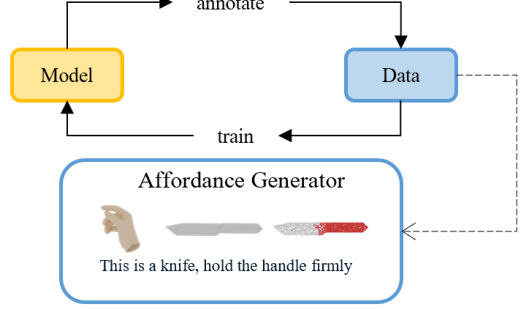 annotate
Model
Data
train
Affordance Generator
This is a knife, hold the handle firmly